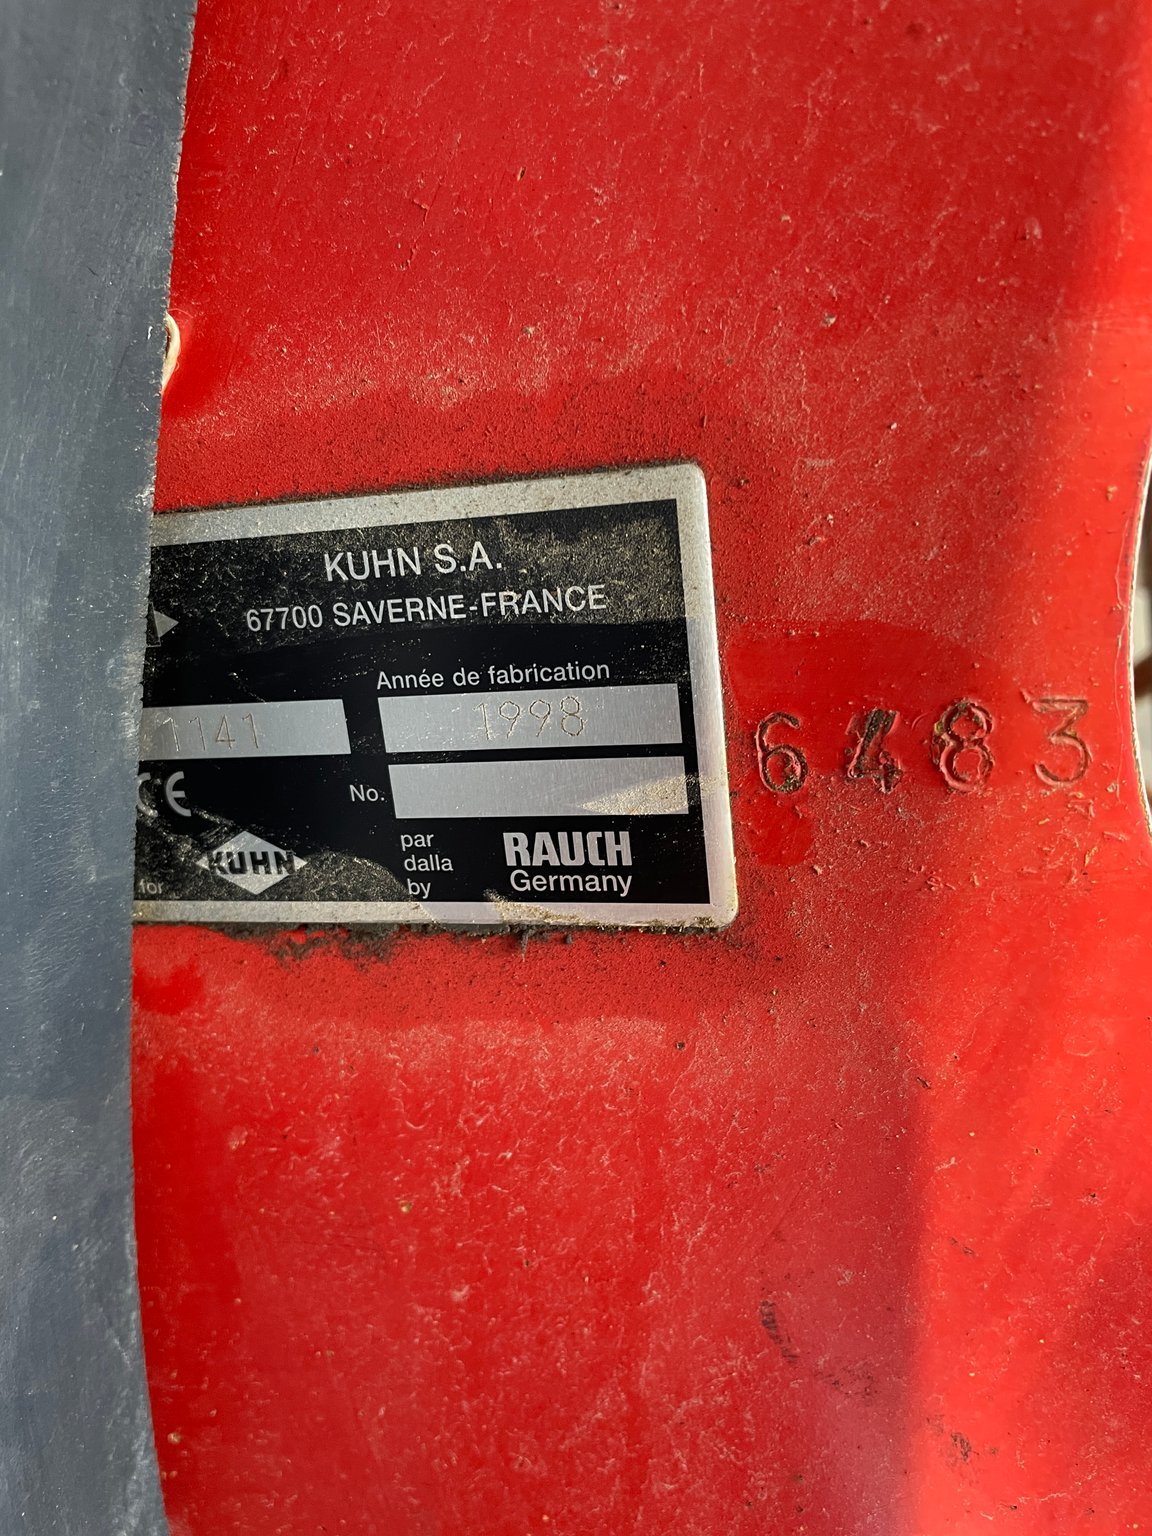 KUHN S.A.
67700 SAVERNE-FRANCE
Année de fabrication
1141
1998
CE
No.
KUHN
par
dalla
by
RAUCH
Germany
for
6483